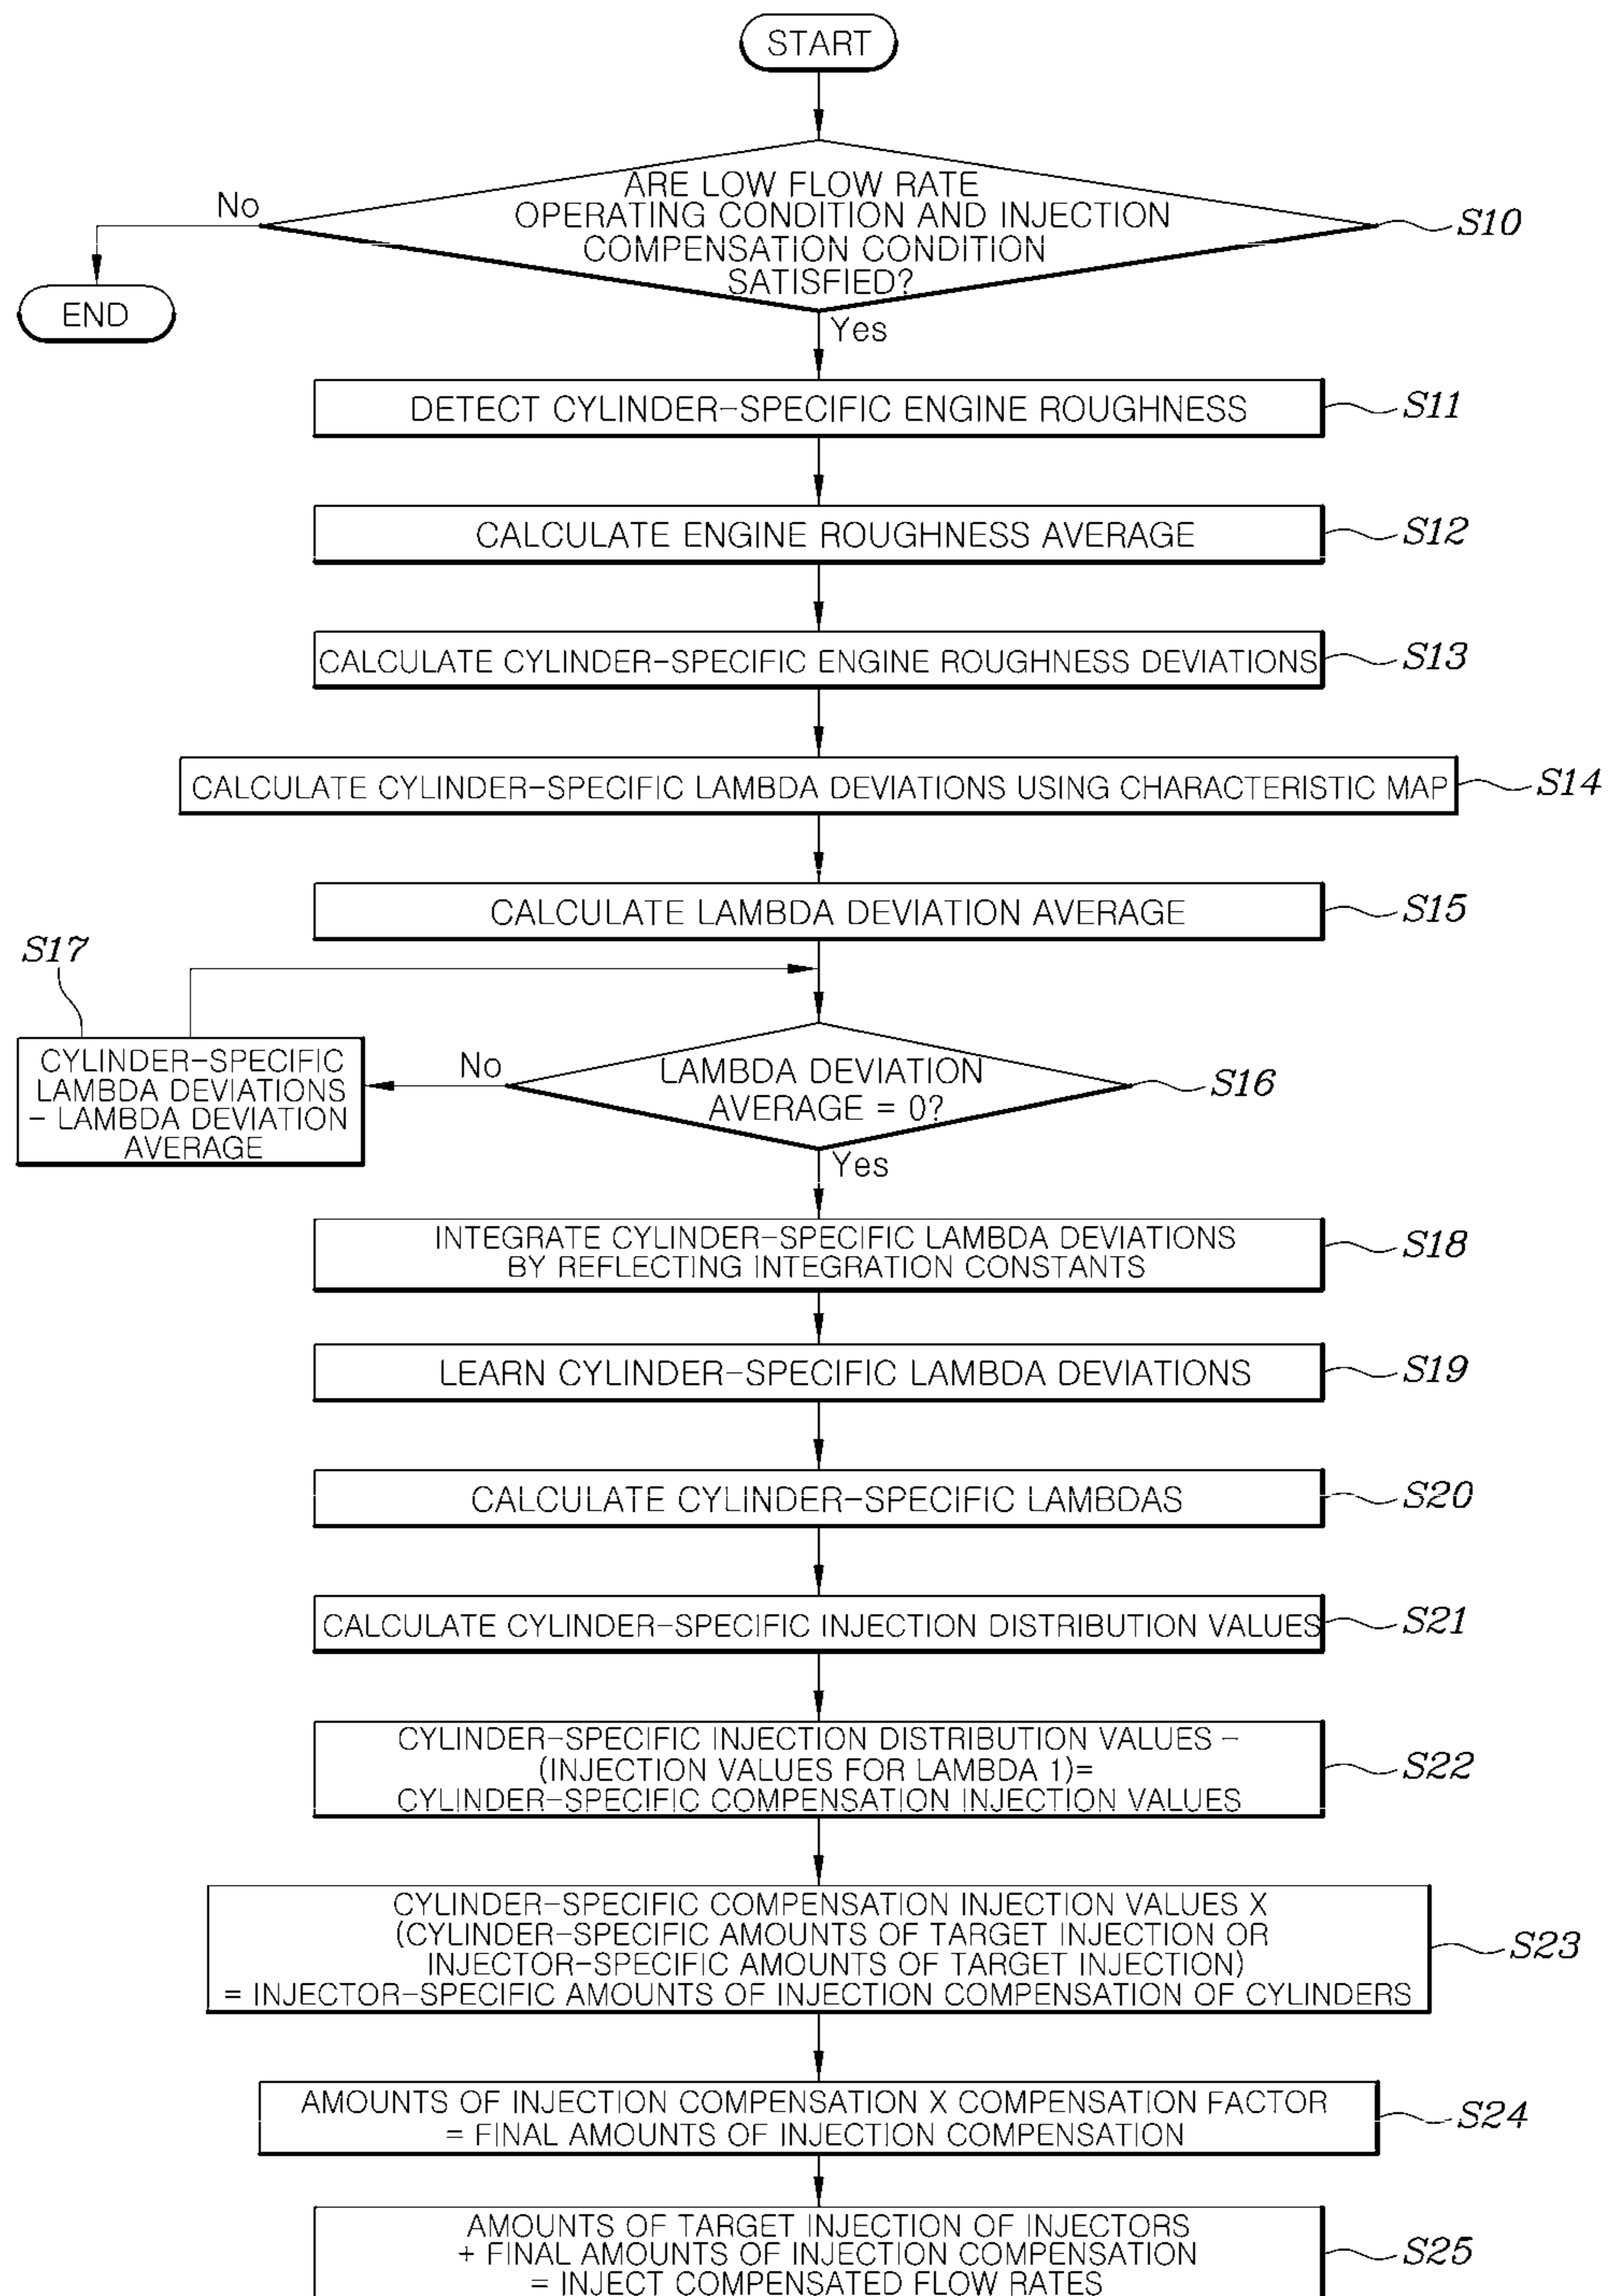 START
ARE LOW FLOW RATE
OPERATING CONDITION AND INJECTION
COMPENSATION CONDITION
SATISFIED?
S10
No
END
Yes
DETECT CYLINDER-SPECIFIC ENGINE ROUGHNESS
S11
CALCULATE ENGINE ROUGHNESS AVERAGE
S12
CALCULATE CYLINDER-SPECIFIC ENGINE ROUGHNESS DEVIATIONS
S13
CALCULATE CYLINDER-SPECIFIC LAMBDA DEVIATIONS USING CHARACTERISTIC MAP
S14
CALCULATE LAMBDA DEVIATION AVERAGE
S15
S17
CYLINDER-SPECIFIC
LAMBDA DEVIATIONS
- LAMBDA DEVIATION
AVERAGE
No
LAMBDA DEVIATION
AVERAGE = 0?
S16
Yes
INTEGRATE CYLINDER-SPECIFIC LAMBDA DEVIATIONS
BY REFLECTING INTEGRATION CONSTANTS
S18
LEARN CYLINDER-SPECIFIC LAMBDA DEVIATIONS
S19
CALCULATE CYLINDER-SPECIFIC LAMBDAS
S20
CALCULATE CYLINDER-SPECIFIC INJECTION DISTRIBUTION VALUES
S21
CYLINDER-SPECIFIC INJECTION DISTRIBUTION VALUES -
(INJECTION VALUES FOR LAMBDA 1)=
CYLINDER-SPECIFIC COMPENSATION INJECTION VALUES
S22
CYLINDER-SPECIFIC COMPENSATION INJECTION VALUES X
(CYLINDER-SPECIFIC AMOUNTS OF TARGET INJECTION OR
INJECTOR-SPECIFIC AMOUNTS OF TARGET INJECTION)
= INJECTOR-SPECIFIC AMOUNTS OF INJECTION COMPENSATION OF CYLINDERS
S23
AMOUNTS OF INJECTION COMPENSATION X COMPENSATION FACTOR
= FINAL AMOUNTS OF INJECTION COMPENSATION
S24
AMOUNTS OF TARGET INJECTION OF INJECTORS
+ FINAL AMOUNTS OF INJECTION COMPENSATION
= INJECT COMPENSATED FLOW RATES
S25